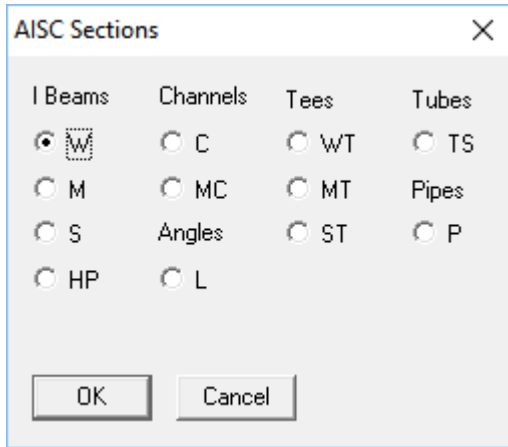 AISC Sections
I Beams Channels Tees Tubes
W C WT TS
M MC MT Pipes
S Angles ST P
HP L
OK Cancel